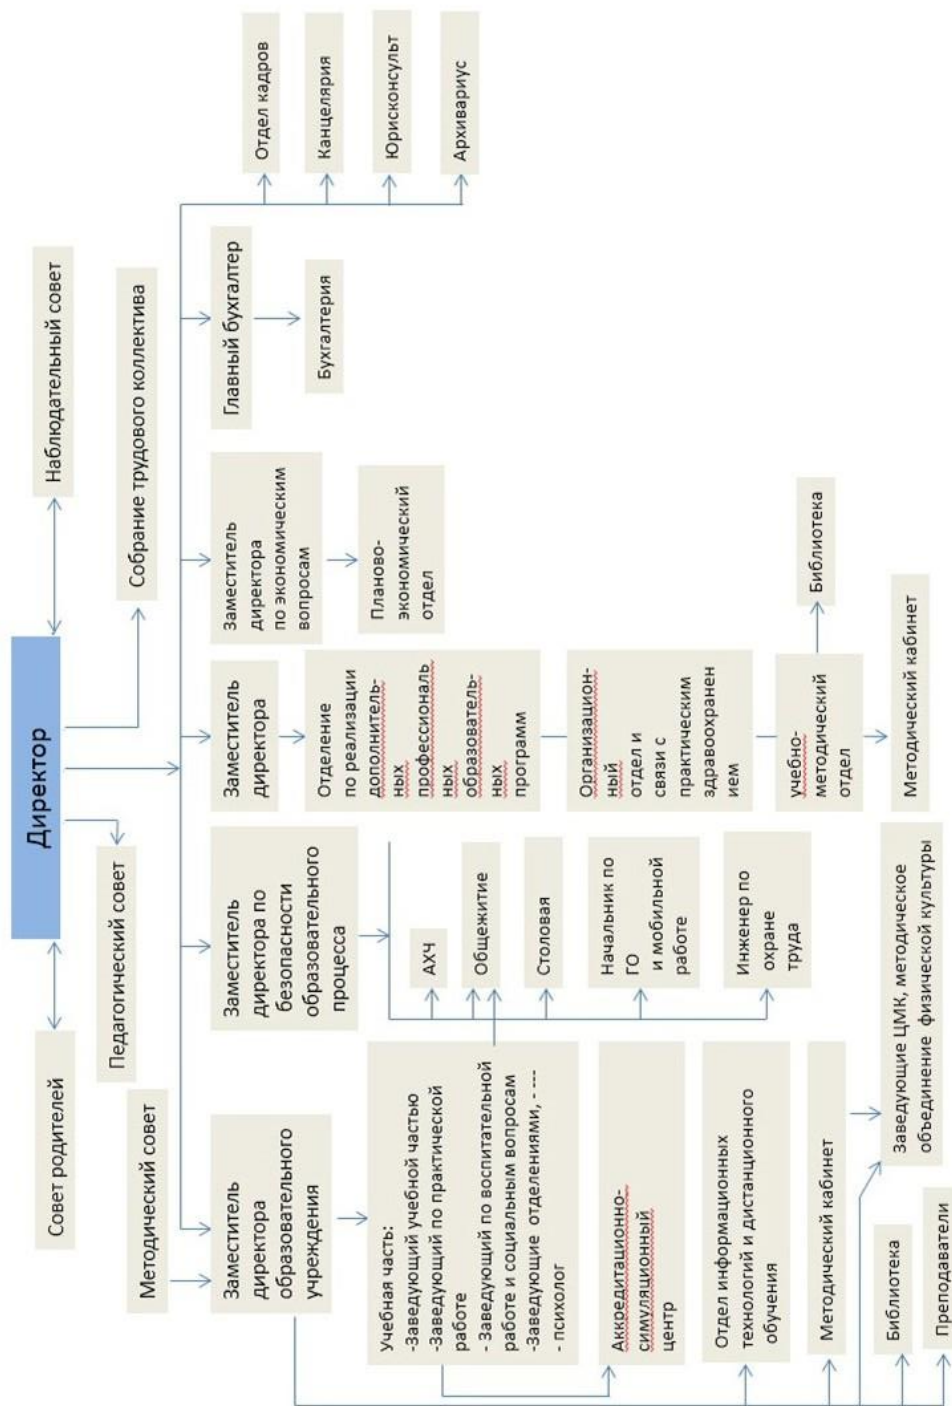 Директор
Совет родителей
Наблюдательный совет
Педагогический совет
Собрание трудового коллектива
Методический совет
Заместитель
директора
образовательного
учреждения
Заместитель
директора по
безопасности
образовательного
процесса
Заместитель
директора
Заместитель
директора
по экономическим
вопросам
Главный бухгалтер
Отдел кадров
Канцелярия
Юрисконсульт
Архивариус
Учебная часть:
-Заведующий учебной частью
-Заведующий по практической
работе
- Заведующий по воспитательной
работе и социальным вопросам
-Заведующие отделениями, - ---
- психолог
Аккредитационно-
симуляционный
центр
Отдел информационных
технологий и дистанционного
обучения
Методический кабинет
Заведующие ЦМК, методическое
объединение физической культуры
Библиотека
Преподаватели
АХЧ
Общежитие
Столовая
Начальник по
ГО
и мобильной
работе
Инженер по
охране
труда
Отделение
по реализации
дополнитель-
ных
профессиональ
ных
образователь-
ных
программ
Организацион-
ный
отдел и
связи с
практическим
здравоохранен
ием
учебно-
методический
отдел
Библиотека
Методический кабинет
Планово-
экономический
отдел
Бухгалтерия